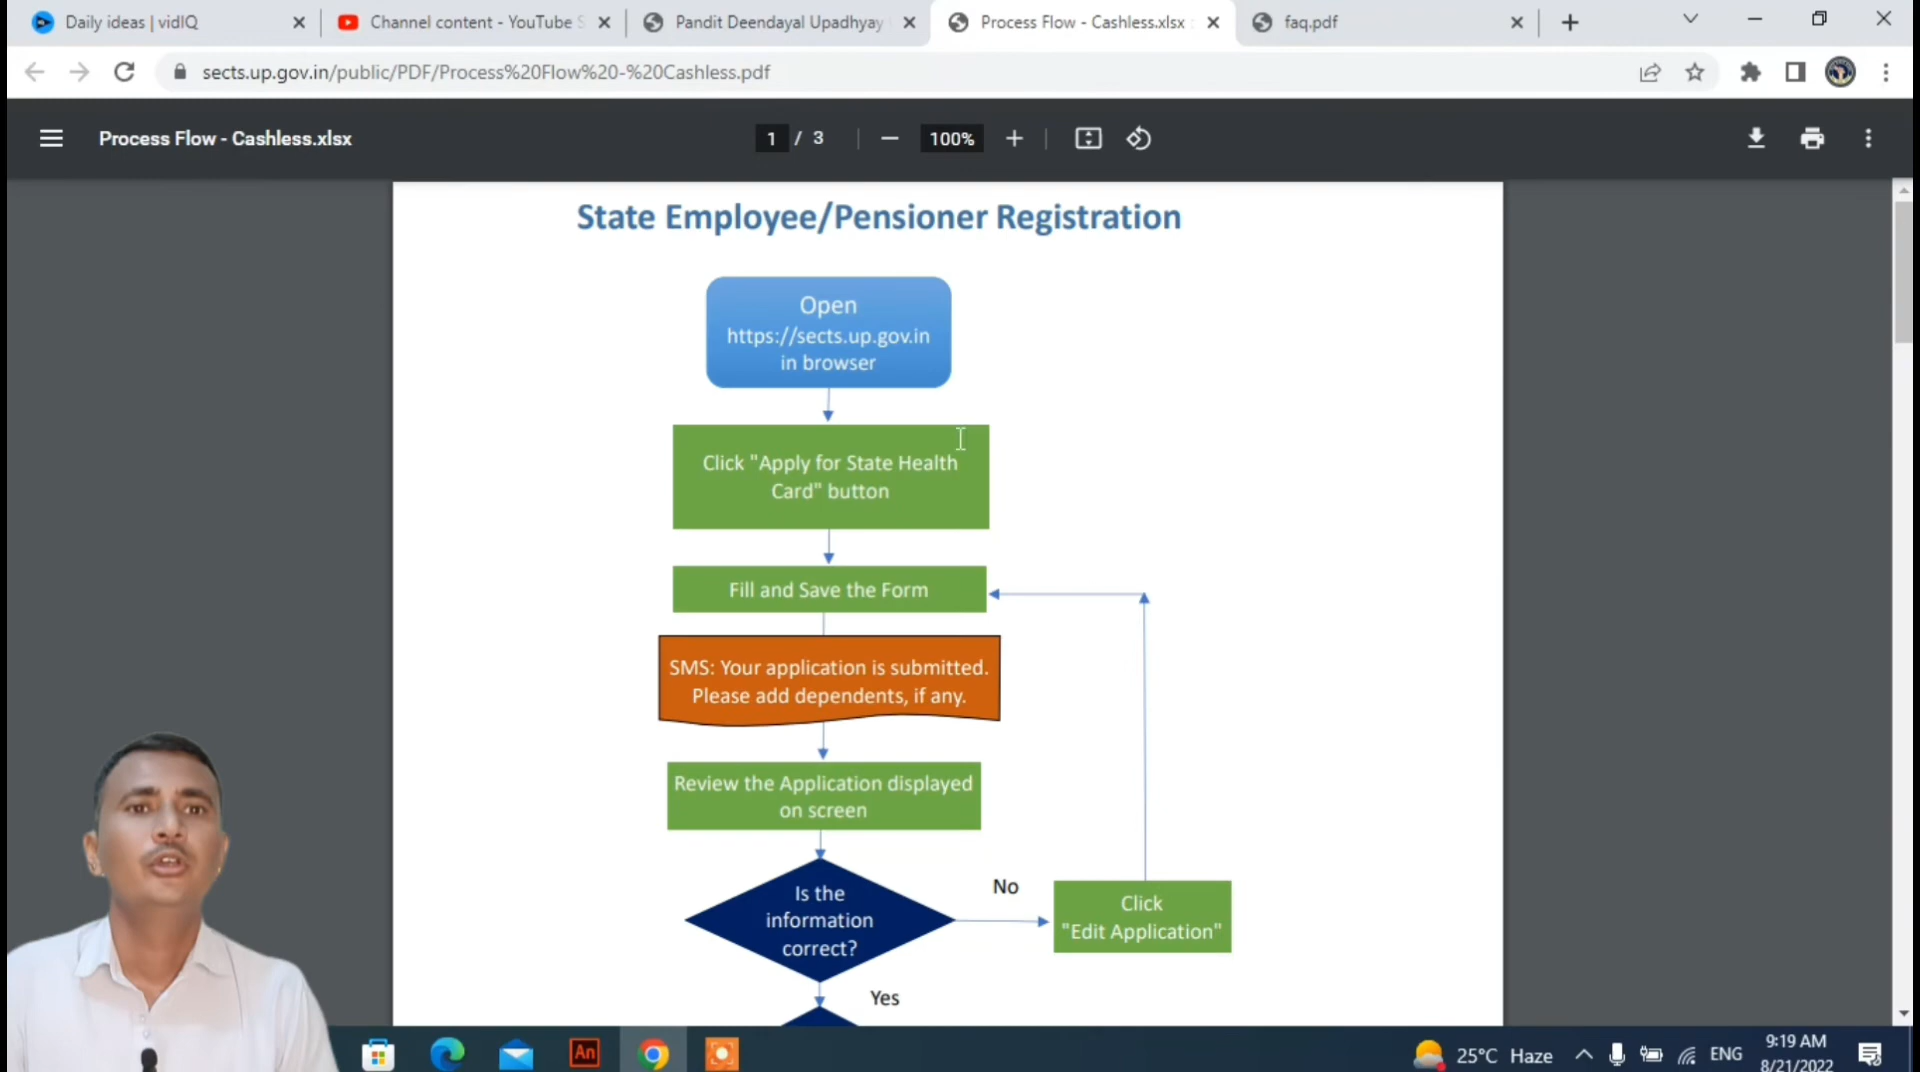 Daily ideas | vidIQ
Channel content - YouTube S
Pandit Deendayal Upadhyay
Process Flow - Cashless.xlsx
faq.pdf
sects.up.gov.in/public/PDF/Process%20Flow%20-%20Cashless.pdf
Process Flow - Cashless.xlsx
1 / 3
100%
State Employee/Pensioner Registration
Open
https://sects.up.gov.in
in browser
Click "Apply for State Health
Card" button
Fill and Save the Form
SMS: Your application is submitted.
Please add dependents, if any.
Review the Application displayed
on screen
Is the
information
correct?
No
Click
"Edit Application"
Yes
An
25°C Haze
ENG
9:19 AM
8/21/2022